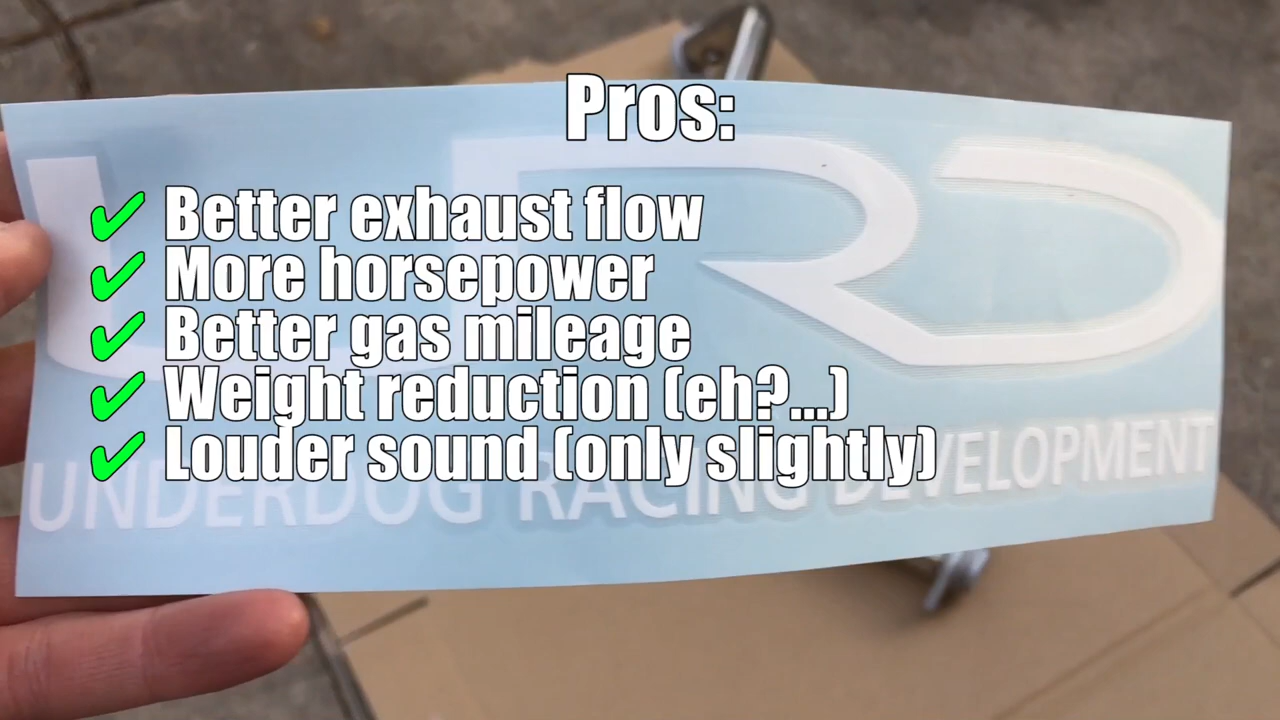 Pros:
✔ Better exhaust flow
✔ More horsepower
✔ Better gas mileage
✔ Weight reduction (eh?...)
✔ Louder sound (only slightly)
URD
UNDERDOG RACING DEVELOPMENT